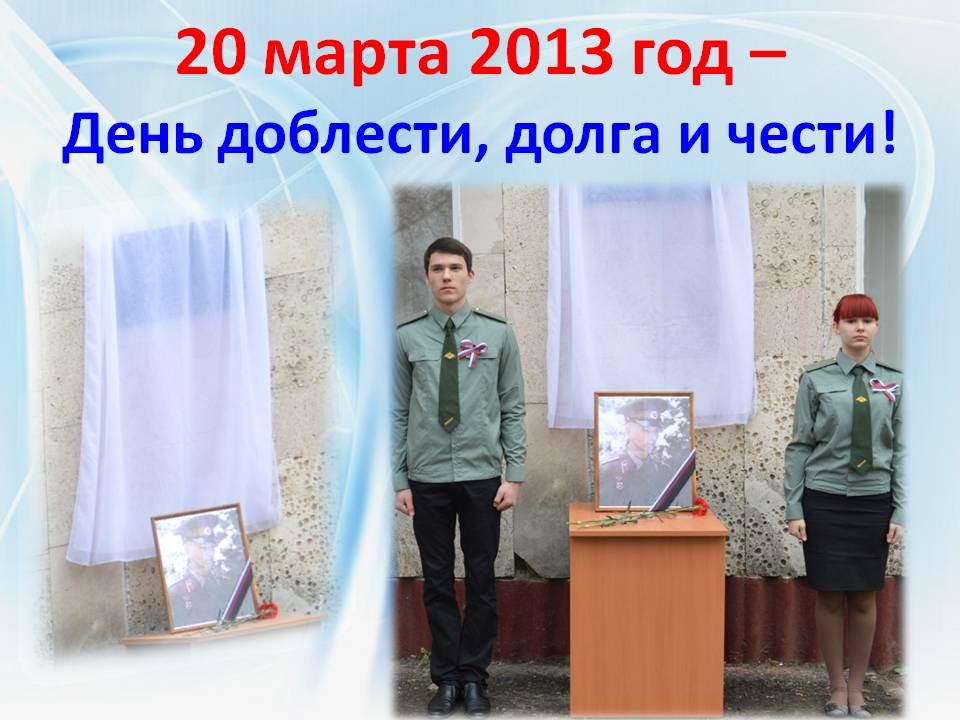 20 марта 2013 год –
День доблести, долга и чести!